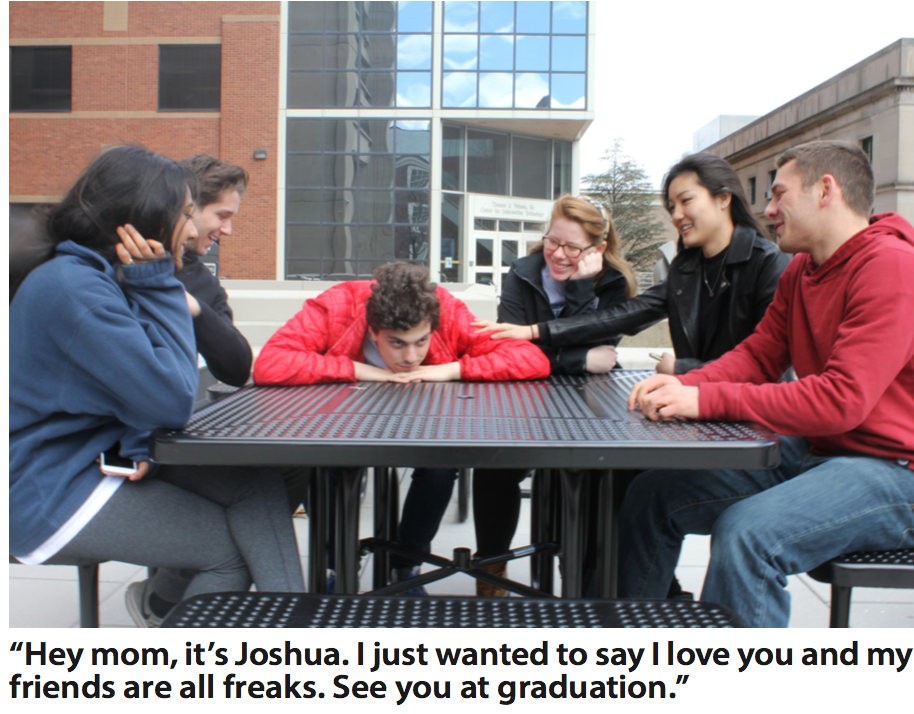 “Hey mom, it’s Joshua. I just wanted to say I love you and my
friends are all freaks. See you at graduation.”